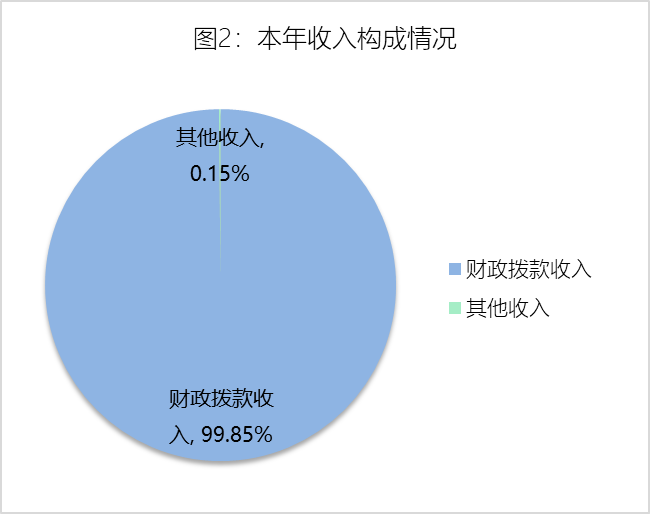 图2：本年收入构成情况
其他收入,
0.15%
财政拨款收
入, 99.85%
财政拨款收入
其他收入